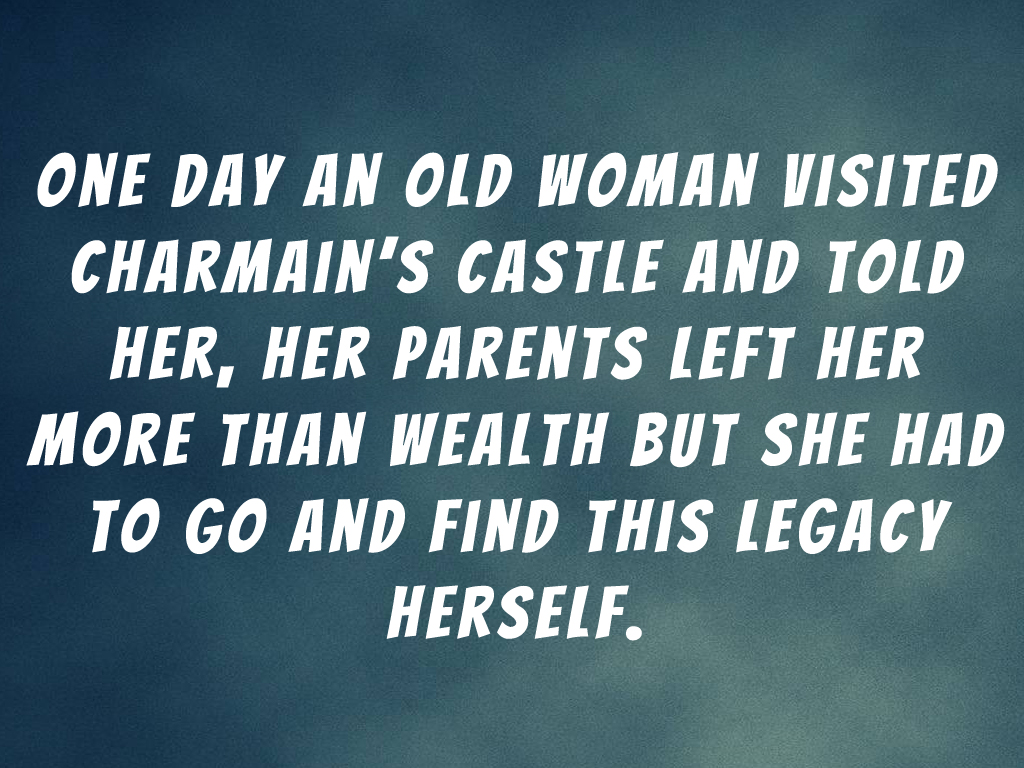 ONE DAY AN OLD WOMAN VISITED
CHARMAIN'S CASTLE AND TOLD
HER, HER PARENTS LEFT HER
MORE THAN WEALTH BUT SHE HAD
TO GO AND FIND THIS LEGACY
HERSELF.